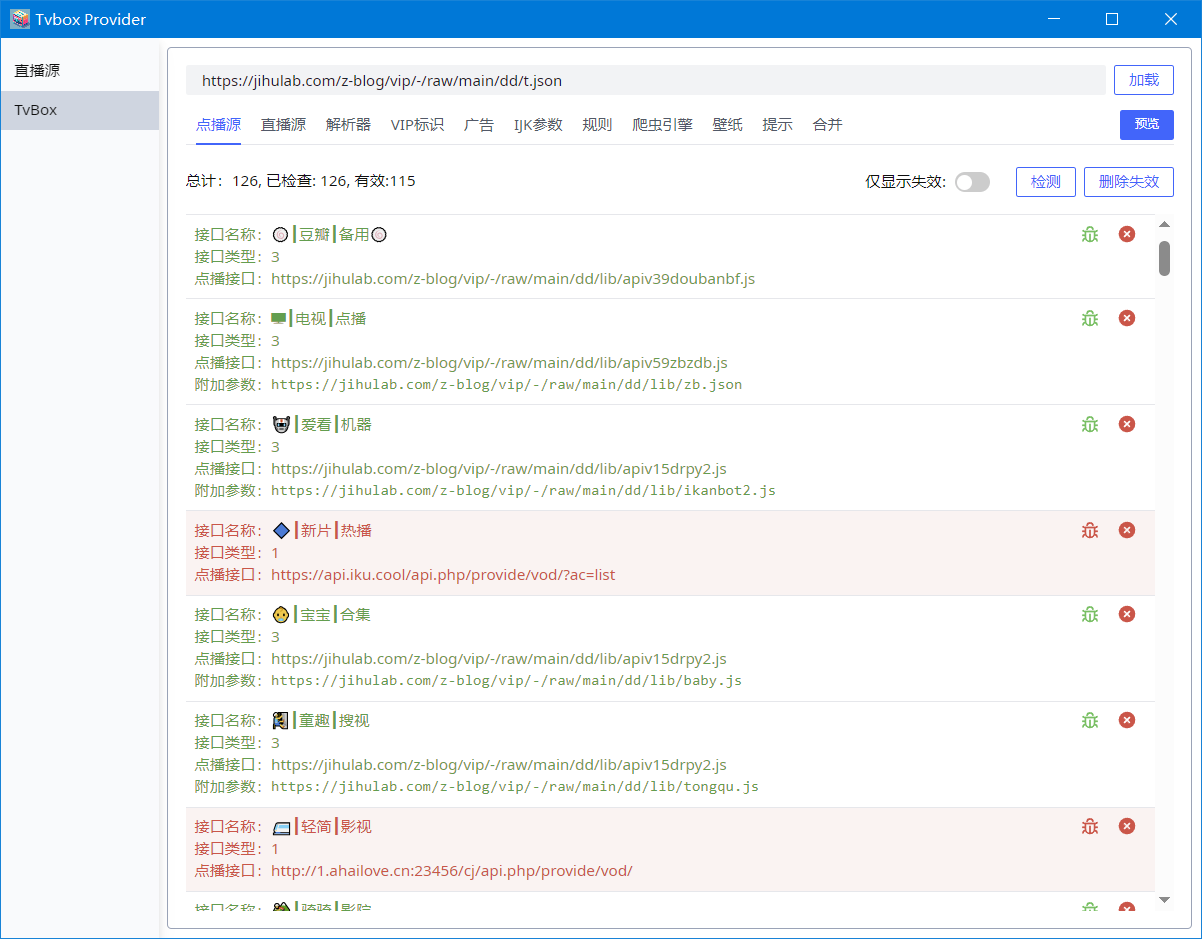 Tvbox Provider
直播源
TvBox
https://jihulab.com/z-blog/vip/-/raw/main/dd/t.json
加载
点播源 直播源 解析器 VIP标识 广告 IJK参数 规则 爬虫引擎 壁纸 提示 合并
预览
总计：126, 已检查: 126, 有效:115
仅显示失效:
检测
删除失效
接口名称：⚪┃豆瓣┃备用⚪
接口类型：3
点播接口：https://jihulab.com/z-blog/vip/-/raw/main/dd/lib/apiv39doubanbf.js
接口名称：┃电视┃点播
接口类型：3
点播接口：https://jihulab.com/z-blog/vip/-/raw/main/dd/lib/apiv59zbzdb.js
附加参数：https://jihulab.com/z-blog/vip/-/raw/main/dd/lib/zb.json
接口名称：┃爱看┃机器
接口类型：3
点播接口：https://jihulab.com/z-blog/vip/-/raw/main/dd/lib/apiv15drpy2.js
附加参数：https://jihulab.com/z-blog/vip/-/raw/main/dd/lib/ikanbot2.js
接口名称：┃新片┃热播
接口类型：1
点播接口：https://api.iku.cool/api.php/provide/vod/?ac=list
接口名称：┃宝宝┃合集
接口类型：3
点播接口：https://jihulab.com/z-blog/vip/-/raw/main/dd/lib/apiv15drpy2.js
附加参数：https://jihulab.com/z-blog/vip/-/raw/main/dd/lib/baby.js
接口名称：┃童趣┃搜视
接口类型：3
点播接口：https://jihulab.com/z-blog/vip/-/raw/main/dd/lib/apiv15drpy2.js
附加参数：https://jihulab.com/z-blog/vip/-/raw/main/dd/lib/tongqu.js
接口名称：┃轻简┃影视
接口类型：1
点播接口：http://1.ahailove.cn:23456/cj/api.php/provide/vod/
接口名称：┃骑骑┃影院